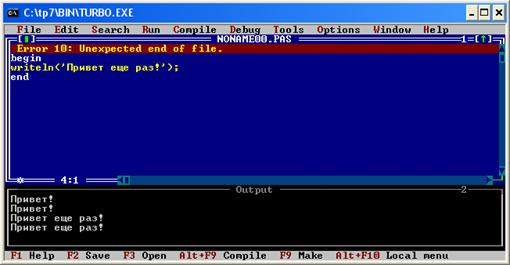 C:\tp7\BIN\TURBO.EXE
File Edit Search Run Compile Debug Tools Options Window Help
NONAME00.PAS 1=[↑]
Error 10: Unexpected end of file.
begin
writeln('Привет еще раз!');
end
4:1
Output 2
Привет!
Привет!
Привет еще раз!
Привет еще раз!
F1 Help F2 Save F3 Open Alt+F9 Compile F9 Make Alt+F10 Local menu